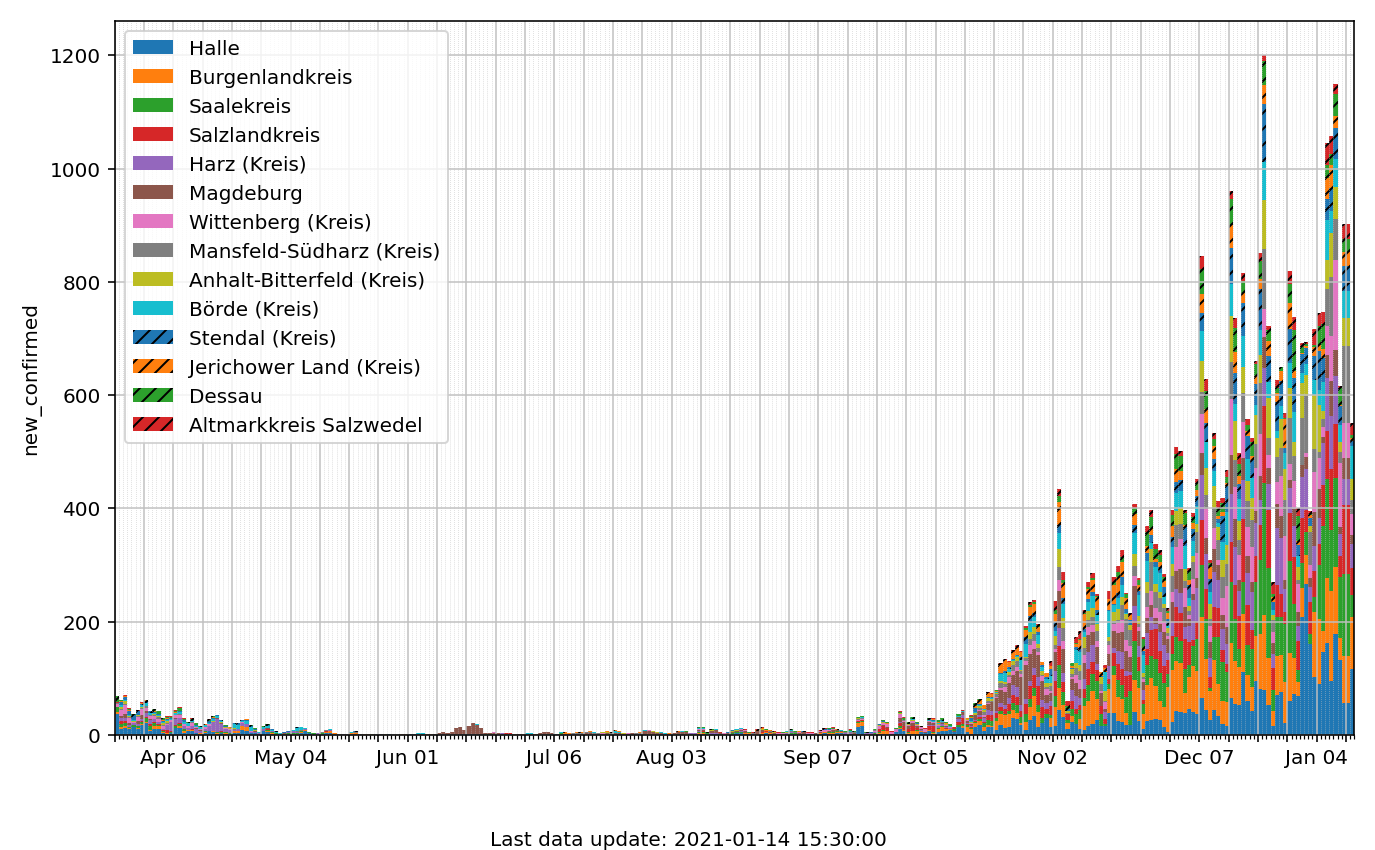 1200
1000
800
600
400
200
0
new_confirmed
Halle
Burgenlandkreis
Saalekreis
Salzlandkreis
Harz (Kreis)
Magdeburg
Wittenberg (Kreis)
Mansfeld-Südharz (Kreis)
Anhalt-Bitterfeld (Kreis)
Börde (Kreis)
Stendal (Kreis)
Jerichower Land (Kreis)
Dessau
Altmarkkreis Salzwedel
Apr 06 May 04 Jun 01 Jul 06 Aug 03 Sep 07 Oct 05 Nov 02 Dec 07 Jan 04
Last data update: 2021-01-14 15:30:00